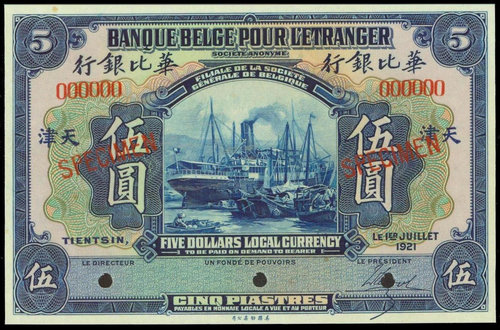 5
BANQUE BELGE POUR L'ETRANGER
5
SOCIÉTÉ ANONYME
華比銀行
華比銀行
FILIALE DE LA SOCIÉTÉ
GÉNÉRALE DE BELGIQUE
000000
000000
天津
伍圓
SPECIMEN
天津
伍圓
SPECIMEN
TIENTSIN,
LE 1ER JUILLET
1921
FIVE DOLLARS LOCAL CURRENCY
TO BE PAID ON DEMAND TO BEARER
LE DIRECTEUR
UN FONDÉ DE POUVOIRS
LE PRÉSIDENT
伍
伍
CINQ PIASTRES
PAYABLES EN MONNAIE LOCALE A VUE ET AU PORTEUR